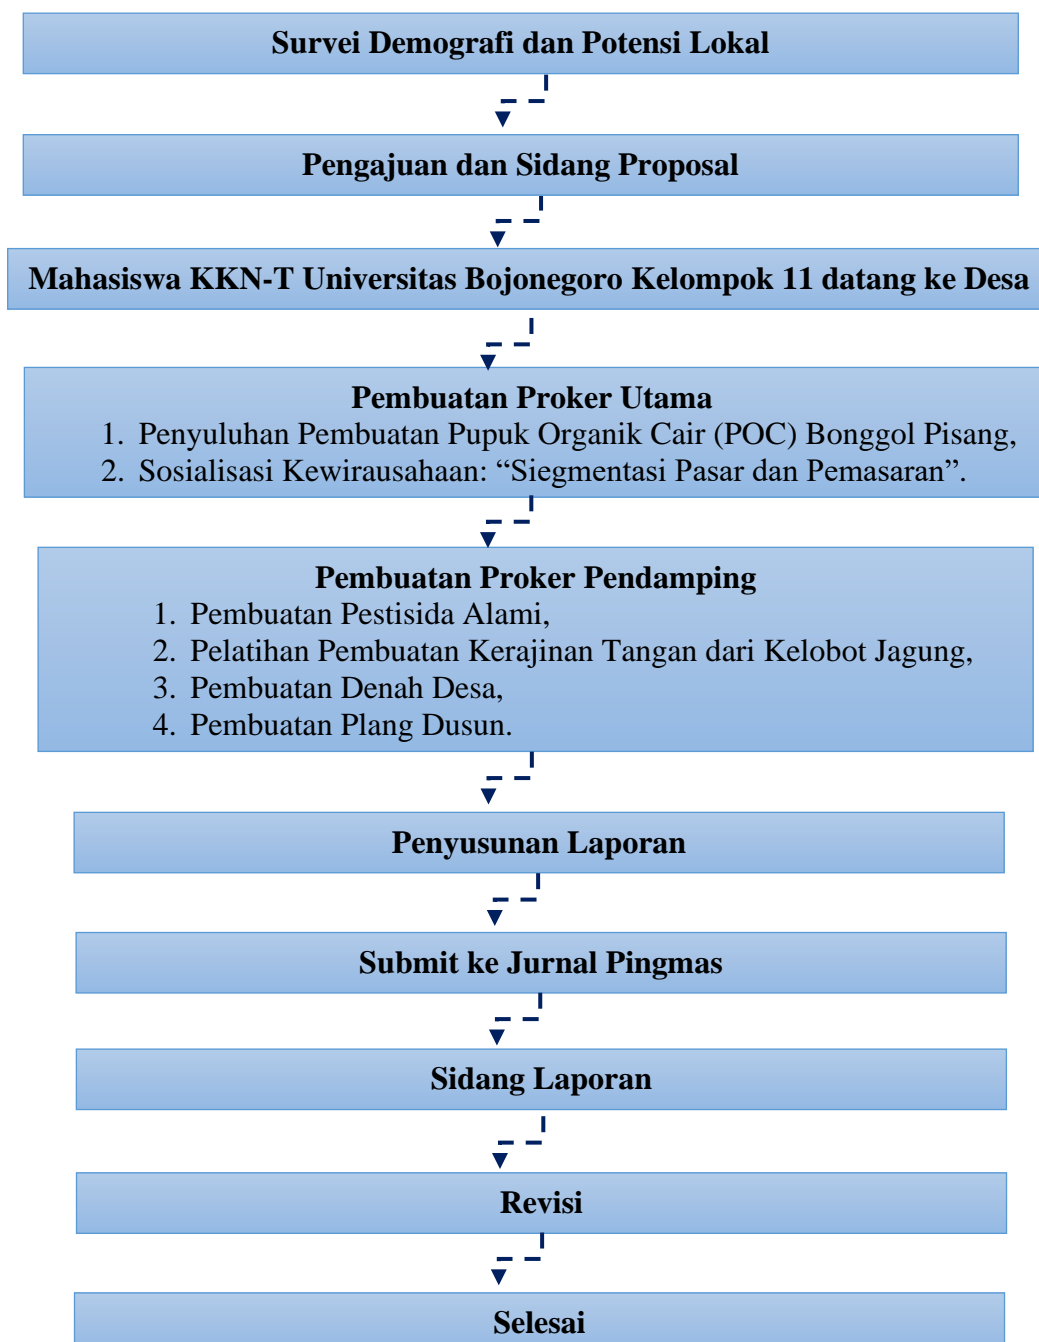 Survei Demografi dan Potensi Lokal
Pengajuan dan Sidang Proposal
Mahasiswa KKN-T Universitas Bojonegoro Kelompok 11 datang ke Desa
Pembuatan Proker Utama
1. Penyuluhan Pembuatan Pupuk Organik Cair (POC) Bonggol Pisang,
2. Sosialisasi Kewirausahaan: “Siegmentasi Pasar dan Pemasaran”.
Pembuatan Proker Pendamping
1. Pembuatan Pestisida Alami,
2. Pelatihan Pembuatan Kerajinan Tangan dari Kelobot Jagung,
3. Pembuatan Denah Desa,
4. Pembuatan Plang Dusun.
Penyusunan Laporan
Submit ke Jurnal Pingmas
Sidang Laporan
Revisi
Selesai